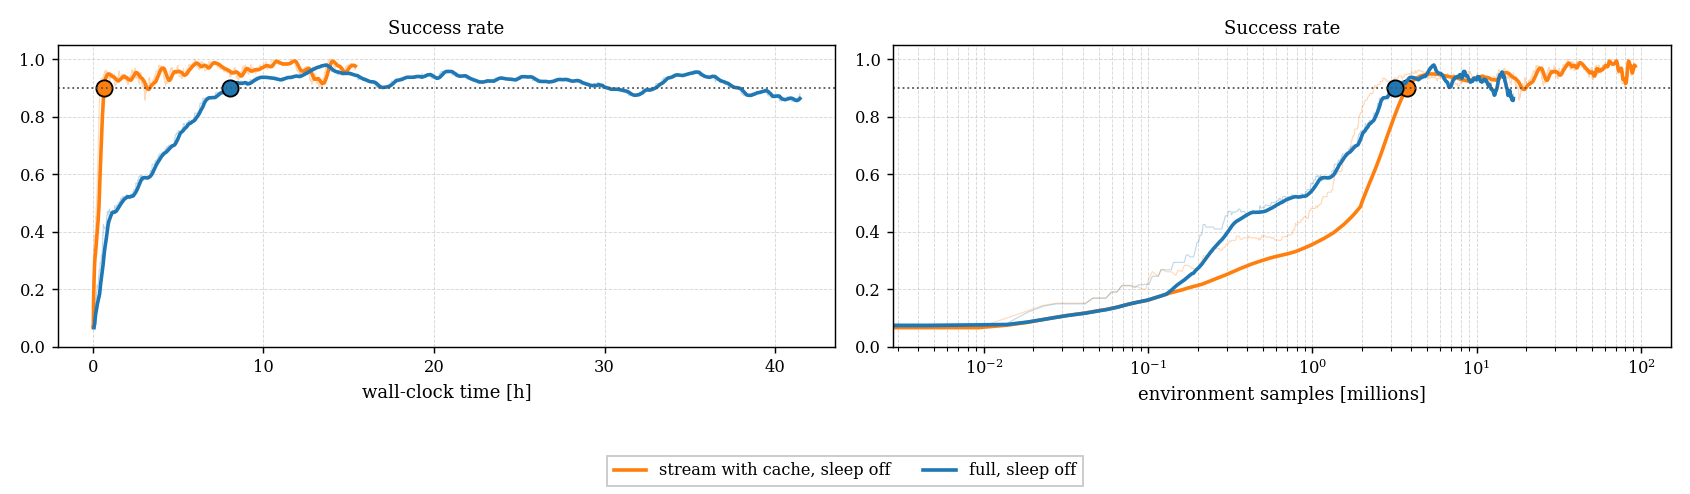 Success rate
1.0
0.8
0.6
0.4
0.2
0.0
0 10 20 30 40
wall-clock time [h]
Success rate
1.0
0.8
0.6
0.4
0.2
0.0
10⁻² 10⁻¹ 10⁰ 10¹ 10²
environment samples [millions]
stream with cache, sleep off full, sleep off